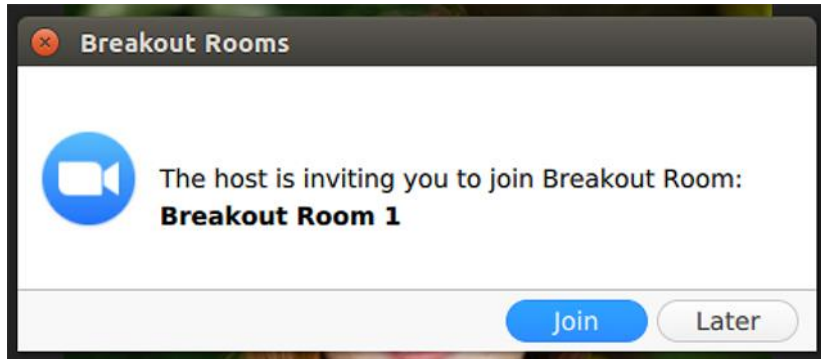 Breakout Rooms
The host is inviting you to join Breakout Room:
Breakout Room 1
Join
Later